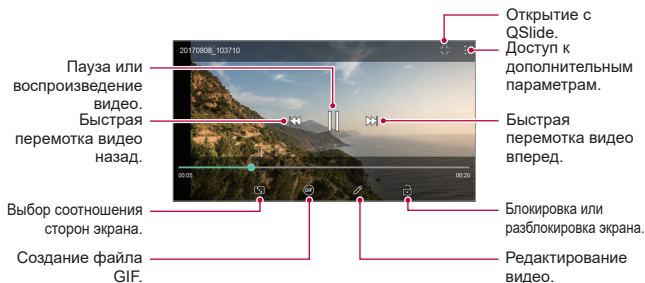 Открытие с
QSlide.
Доступ к
дополнительным
параметрам.
20170808_103710
Пауза или
воспроизведение
видео.
Быстрая
перемотка видео
назад.
Быстрая
перемотка видео
вперед.
00:05
00:20
GIF
Выбор соотношения
сторон экрана.
Блокировка или
разблокировка экрана.
Создание файла
GIF.
Редактирование
видео.